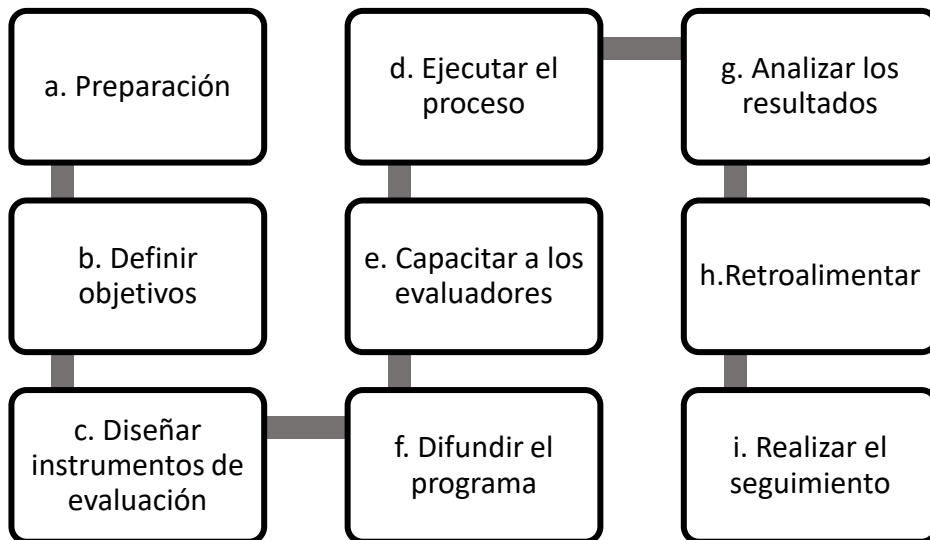 a. Preparación
b. Definir
objetivos
c. Diseñar
instrumentos de
evaluación
f. Difundir el
programa
e. Capacitar a los
evaluadores
d. Ejecutar el
proceso
g. Analizar los
resultados
h.Retroalimentar
i. Realizar el
seguimiento